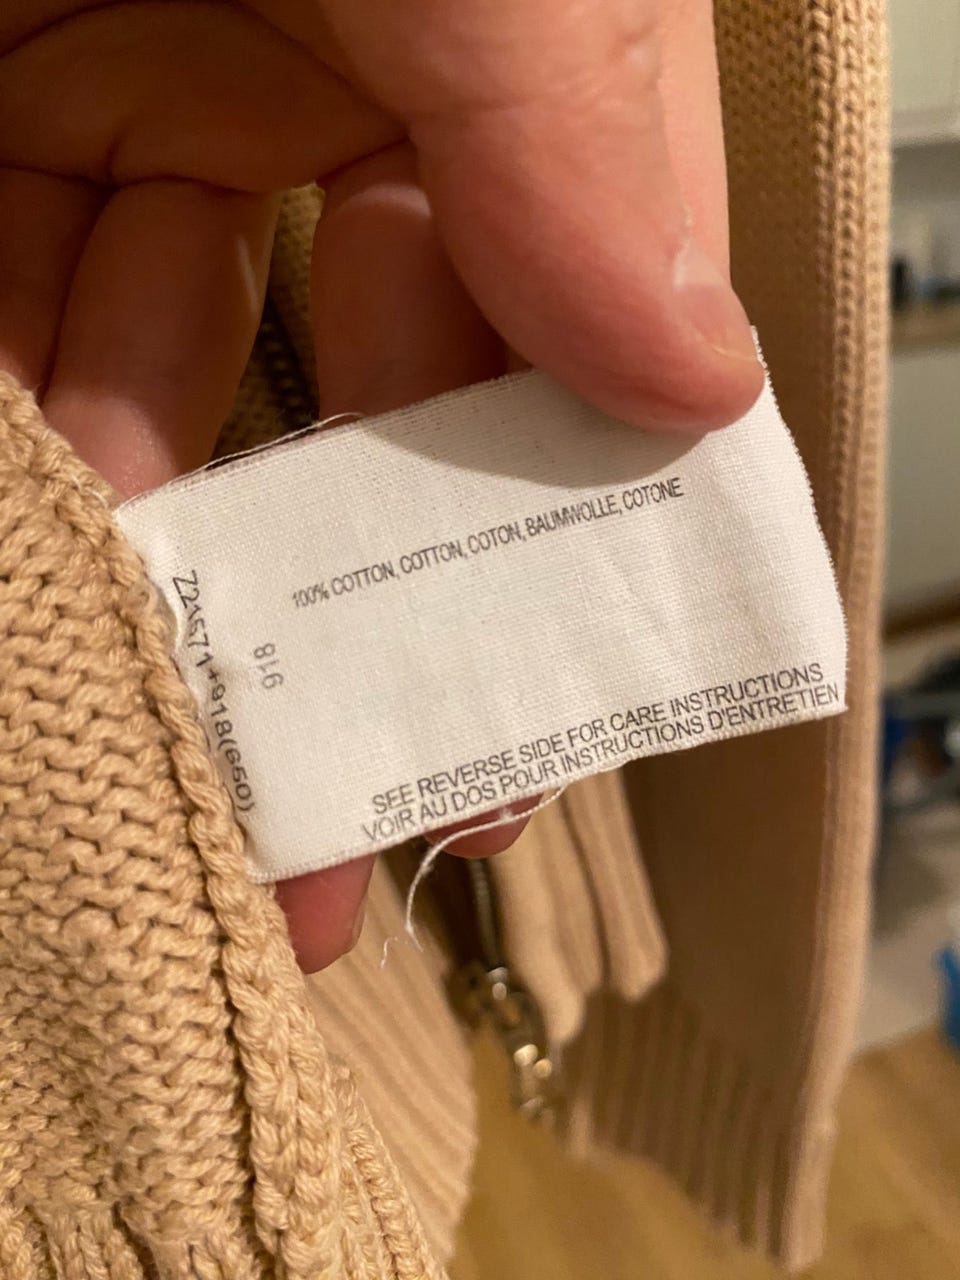 100% COTTON, COTTON, COTON, BAUMWOLLE, COTONE
Z21571+918(650)
918
SEE REVERSE SIDE FOR CARE INSTRUCTIONS
VOIR AU DOS POUR INSTRUCTIONS D'ENTRETIEN